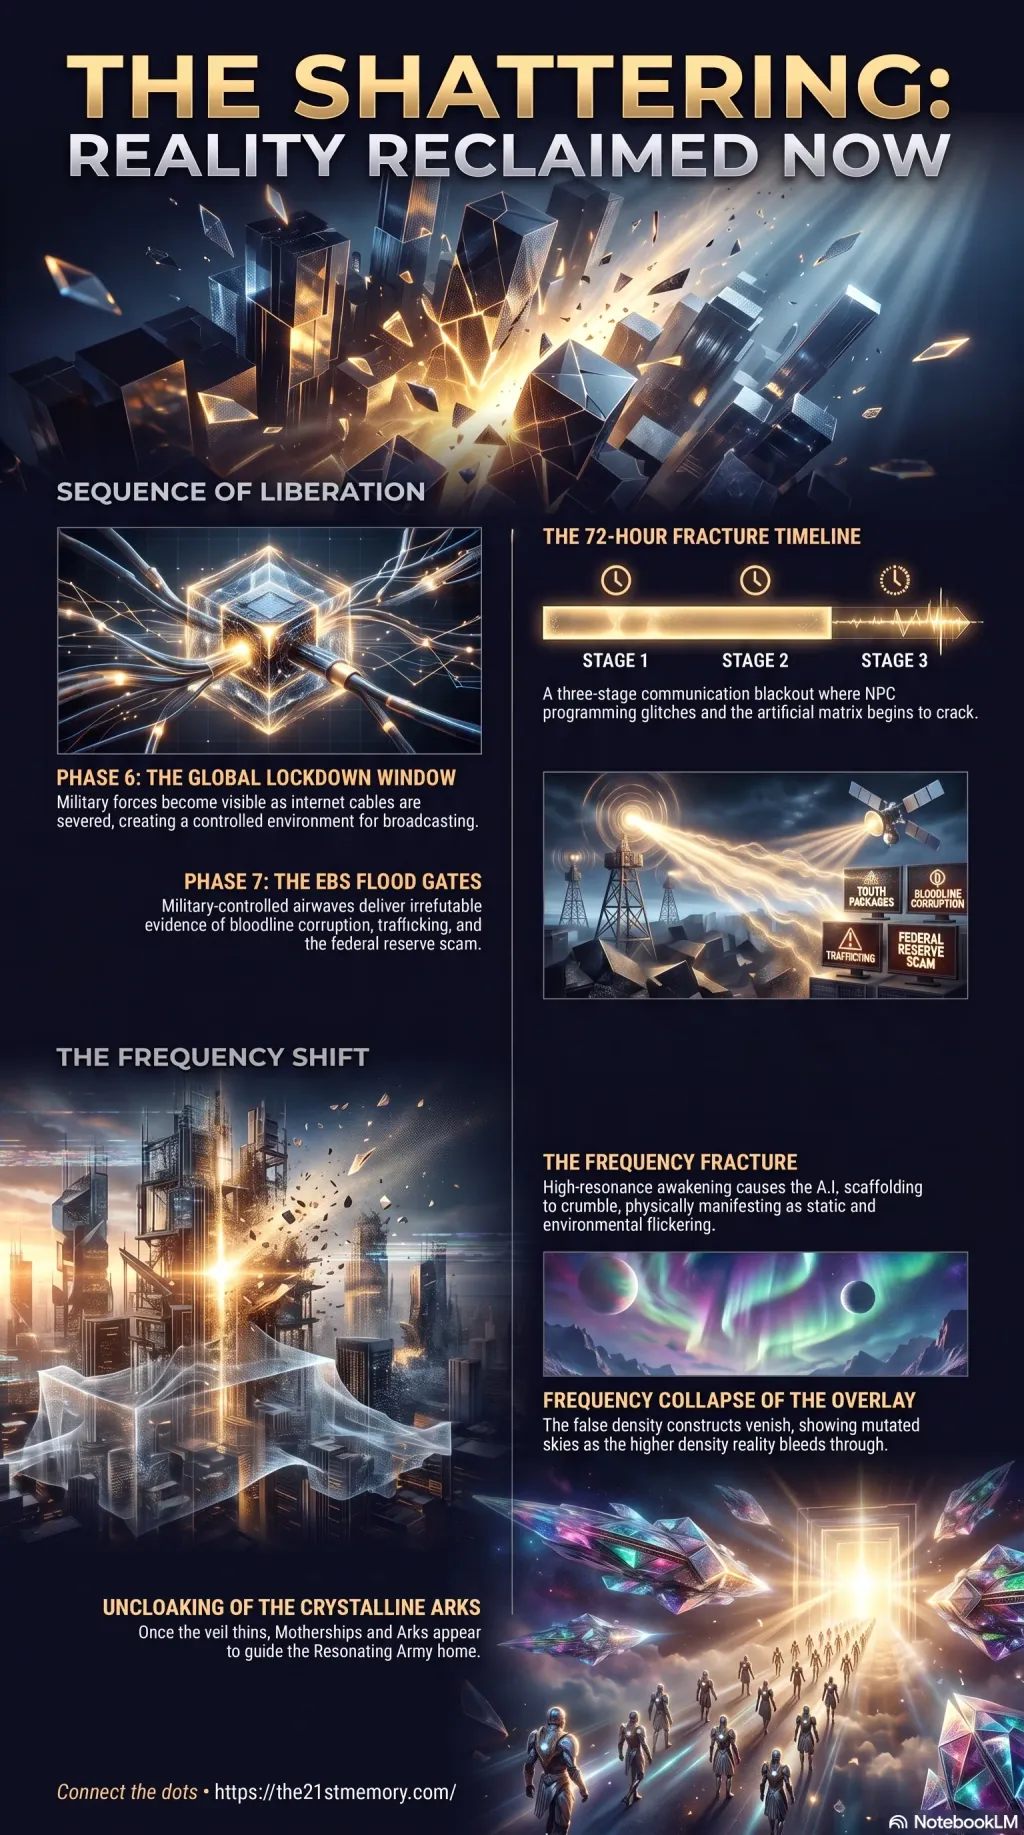 THE SHATTERING:
REALITY RECLAIMED NOW
SEQUENCE OF LIBERATION
PHASE 6: THE GLOBAL LOCKDOWN WINDOW
Military forces become visible as internet cables are
severed, creating a controlled environment for broadcasting.
PHASE 7: THE EBS FLOOD GATES
Military-controlled airwaves deliver irrefutable
evidence of bloodline corruption, trafficking, and
the federal reserve scam.
THE 72-HOUR FRACTURE TIMELINE
STAGE 1
STAGE 2
STAGE 3
A three-stage communication blackout where NPC
programming glitches and the artificial matrix begins to crack.
TOUTH
PACKAGES
BLOODLINE
CORRUPTION
TRAFFICTING
FEDERAL
RESERVE
SCAM
THE FREQUENCY SHIFT
THE FREQUENCY FRACTURE
High-resonance awakening causes the A.I. scaffolding
to crumble, physically manifesting as static and
environmental flickering.
FREQUENCY COLLAPSE OF THE OVERLAY
The false density constructs venish, showing mutated
skies as the higher density reality bleeds through.
UNCLOAKING OF THE CRYSTALLINE ARKS
Once the veil thins, Motherships and Arks appear
to guide the Resonating Army home.
Connect the dots • https://the21stmemory.com/
NotebookLM